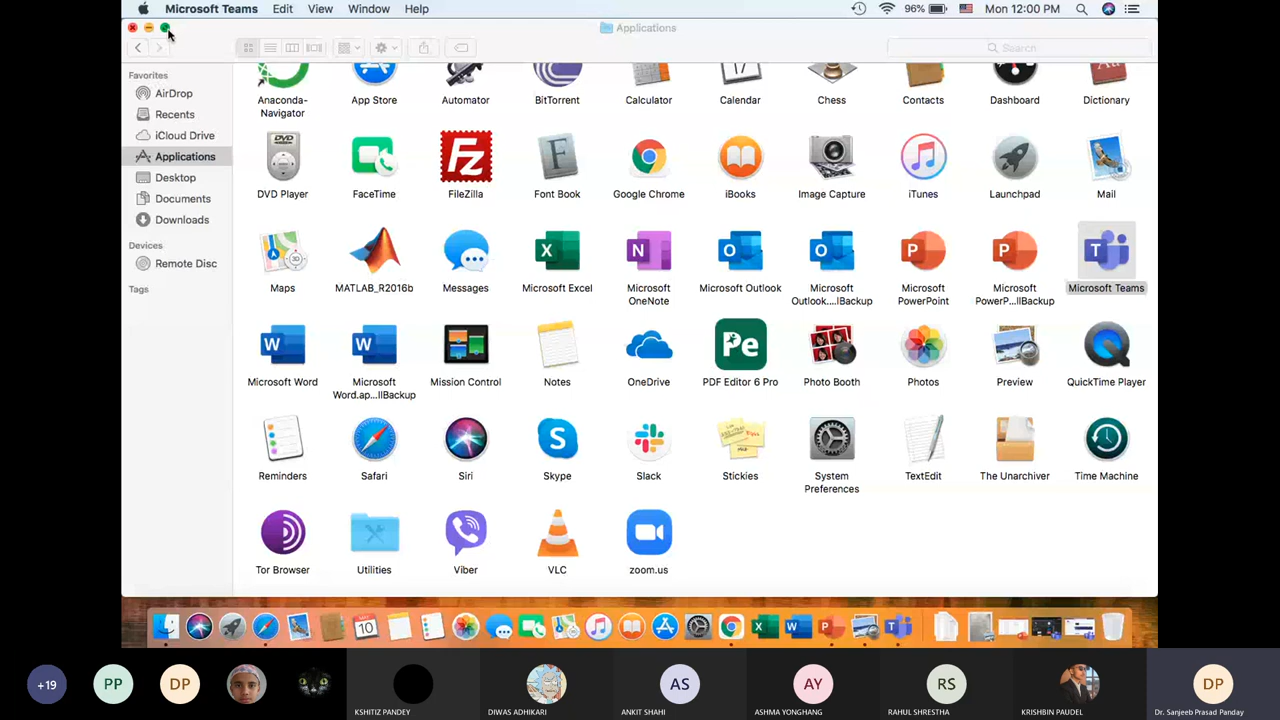 Microsoft Teams Edit View Window Help 96% Mon 12:00 PM
Applications
Search
Favorites
AirDrop
Recents
iCloud Drive
Applications
Desktop
Documents
Downloads
Devices
Remote Disc
Tags
Anaconda-
Navigator
App Store
Automator
BitTorrent
Calculator
Calendar
Chess
Contacts
Dashboard
Dictionary
DVD Player
FaceTime
FileZilla
Font Book
Google Chrome
iBooks
Image Capture
iTunes
Launchpad
Mail
Maps
MATLAB_R2016b
Messages
Microsoft Excel
Microsoft
OneNote
Microsoft Outlook
Microsoft
Outlook....lBackup
Microsoft
PowerPoint
Microsoft
PowerP...llBackup
Microsoft Teams
Microsoft Word
Microsoft
Word.ap...llBackup
Mission Control
Notes
OneDrive
PDF Editor 6 Pro
Photo Booth
Photos
Preview
QuickTime Player
Reminders
Safari
Siri
Skype
Slack
Stickies
System
Preferences
TextEdit
The Unarchiver
Time Machine
Tor Browser
Utilities
Viber
VLC
zoom.us
+19
PP
DP
KSHITIZ PANDEY
DIWAS ADHIKARI
AS
ANKIT SHAHI
AY
ASHMA YONGHANG
RS
RAHUL SHRESTHA
KRISHBIN PAUDEL
DP
Dr. Sanjeeb Prasad Panday